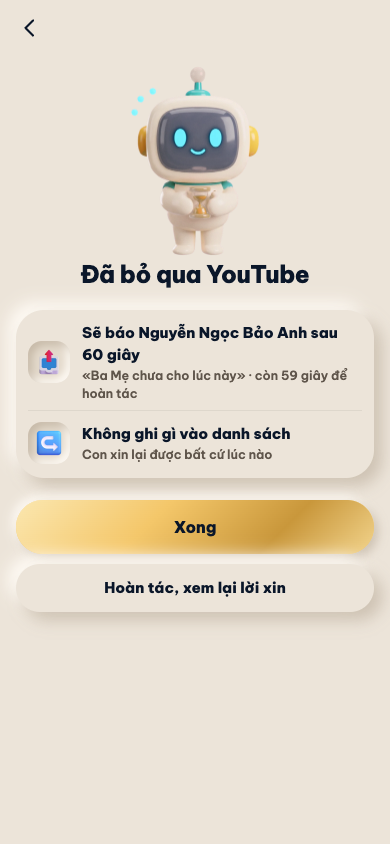 Đã bỏ qua YouTube
Sẽ báo Nguyễn Ngọc Bảo Anh sau
60 giây
«Ba Mẹ chưa cho lúc này» · còn 59 giây để
hoàn tác
Không ghi gì vào danh sách
Con xin lại được bất cứ lúc nào
Xong
Hoàn tác, xem lại lời xin